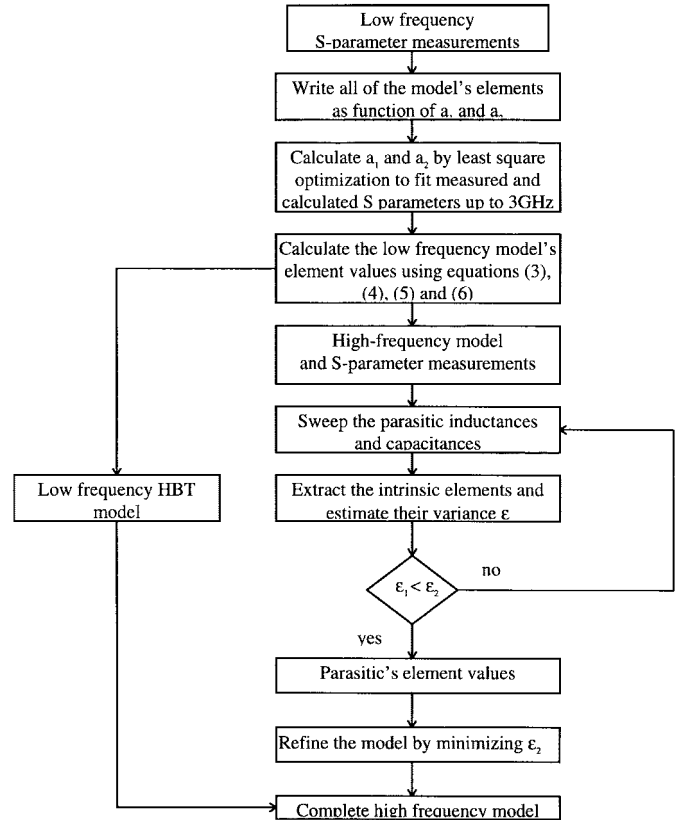 Low frequency
S-parameter measurements
Write all of the model's elements
as function of a₁ and a₂
Calculate a₁ and a₂ by least square
optimization to fit measured and
calculated S parameters up to 3GHz
Calculate the low frequency model's
element values using equations (3),
(4), (5) and (6)
High-frequency model
and S-parameter measurements
Sweep the parasitic inductances
and capacitances
Low frequency HBT
model
Extract the intrinsic elements and
estimate their variance ε
ε₁ < ε₂
no
yes
Parasitic's element values
Refine the model by minimizing ε₂
Complete high frequency model